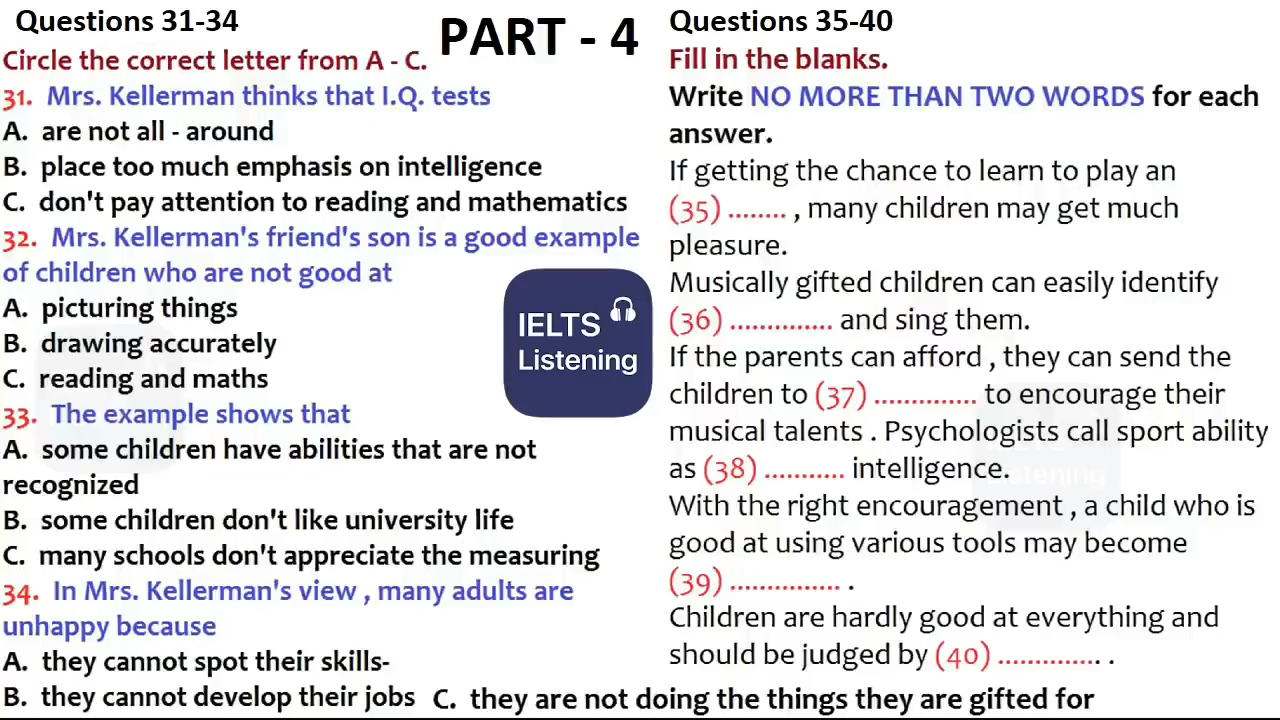 Questions 31-34
PART - 4
Circle the correct letter from A - C.
31. Mrs. Kellerman thinks that I.Q. tests
A. are not all - around
B. place too much emphasis on intelligence
C. don't pay attention to reading and mathematics
32. Mrs. Kellerman's friend's son is a good example
of children who are not good at
A. picturing things
B. drawing accurately
C. reading and maths
33. The example shows that
A. some children have abilities that are not
recognized
B. some children don't like university life
C. many schools don't appreciate the measuring
34. In Mrs. Kellerman's view , many adults are
unhappy because
A. they cannot spot their skills-
B. they cannot develop their jobs C. they are not doing the things they are gifted for
IELTS
Listening
Questions 35-40
Fill in the blanks.
Write NO MORE THAN TWO WORDS for each
answer.
If getting the chance to learn to play an
(35) ........ , many children may get much
pleasure.
Musically gifted children can easily identify
(36) .............. and sing them.
If the parents can afford , they can send the
children to (37) .............. to encourage their
musical talents . Psychologists call sport ability
as (38) ........... intelligence.
With the right encouragement , a child who is
good at using various tools may become
(39) ............... .
Children are hardly good at everything and
should be judged by (40) .............. .